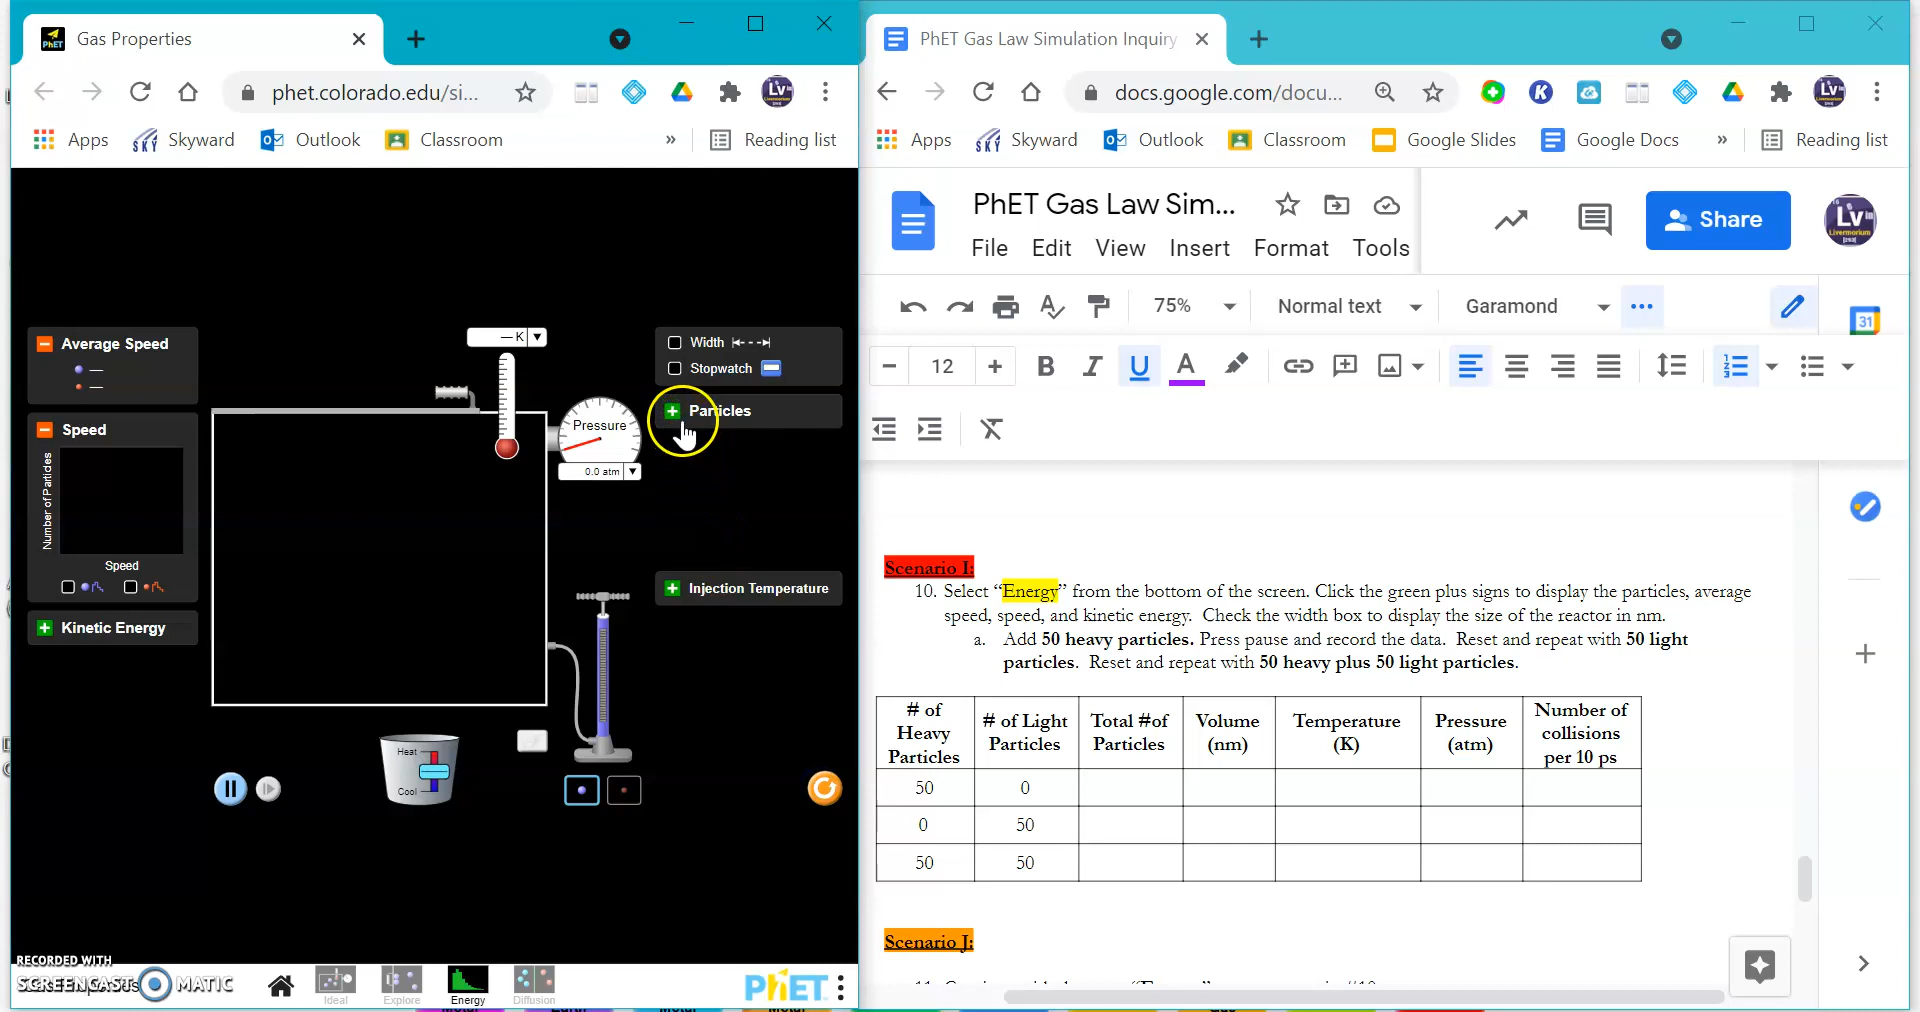 Gas Properties
phet.colorado.edu/si...
Apps
Skyward
Outlook
Classroom
»
Reading list
— K
Average Speed
—
—
Width
Stopwatch
Particles
Speed
Number of Particles
Speed
Pressure
0.0 atm
Kinetic Energy
Injection Temperature
Heat
Cool
RECORDED WITH
SCREENCAST MATIC
Ideal
Explore
Energy
Diffusion
PhET
PhET Gas Law Simulation Inquiry
docs.google.com/docu...
Apps
Skyward
Outlook
Classroom
Google Slides
Google Docs
»
Reading list
PhET Gas Law Sim...
File Edit View Insert Format Tools
Share
75%
Normal text
Garamond
31
12
B I U A
Scenario I:
10. Select “Energy” from the bottom of the screen. Click the green plus signs to display the particles, average
speed, speed, and kinetic energy. Check the width box to display the size of the reactor in nm.
a. Add 50 heavy particles. Press pause and record the data. Reset and repeat with 50 light
particles. Reset and repeat with 50 heavy plus 50 light particles.
# of Heavy Particles
# of Light Particles
Total #of Particles
Volume (nm)
Temperature (K)
Pressure (atm)
Number of collisions per 10 ps
50 0
0 50
50 50
Scenario J: